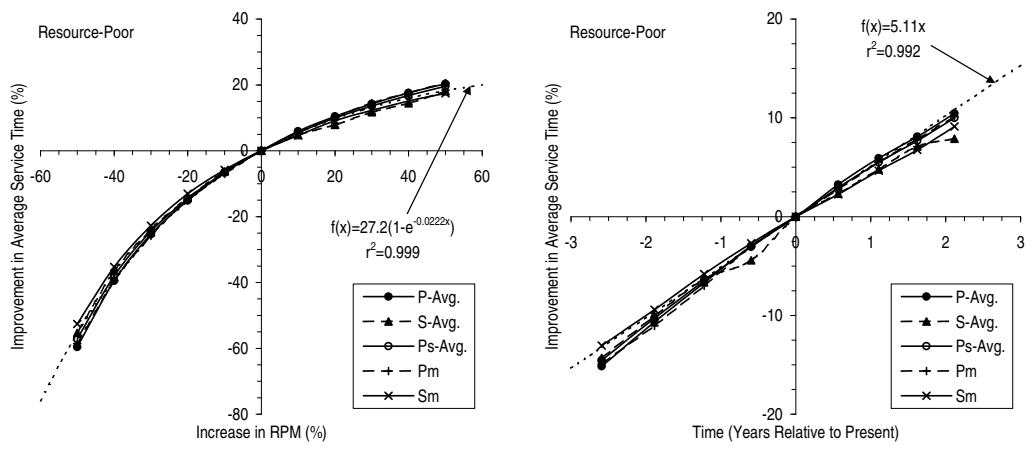 Resource-Poor
Improvement in Average Service Time (%)
40
20
0
-20
-40
-60
-80
-60
-40
-20
0
20
40
60
f(x)=27.2(1-e^-0.0222x)
r²=0.999
P-Avg.
S-Avg.
Ps-Avg.
Pm
Sm
Increase in RPM (%)
Resource-Poor
Improvement in Average Service Time (%)
20
10
0
-10
-20
-3
-2
-1
0
1
2
3
f(x)=5.11x
r²=0.992
P-Avg.
S-Avg.
Ps-Avg.
Pm
Sm
Time (Years Relative to Present)